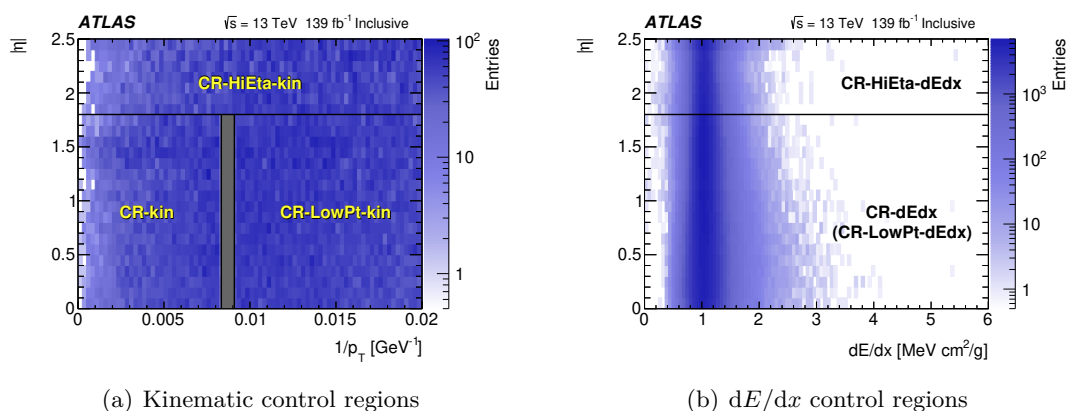 ATLAS
√s = 13 TeV 139 fb⁻¹ Inclusive
|η|
2.5
2
1.5
1
0.5
0
CR-HiEta-kin
CR-kin
CR-LowPt-kin
0 0.005 0.01 0.015 0.02
1/p_T [GeV⁻¹]
10²
10
1
Entries
(a) Kinematic control regions
ATLAS
√s = 13 TeV 139 fb⁻¹ Inclusive
|η|
2.5
2
1.5
1
0.5
0
CR-HiEta-dEdx
CR-dEdx
(CR-LowPt-dEdx)
0 1 2 3 4 5 6
dE/dx [MeV cm²/g]
10³
10²
10
1
Entries
(b) dE/dx control regions